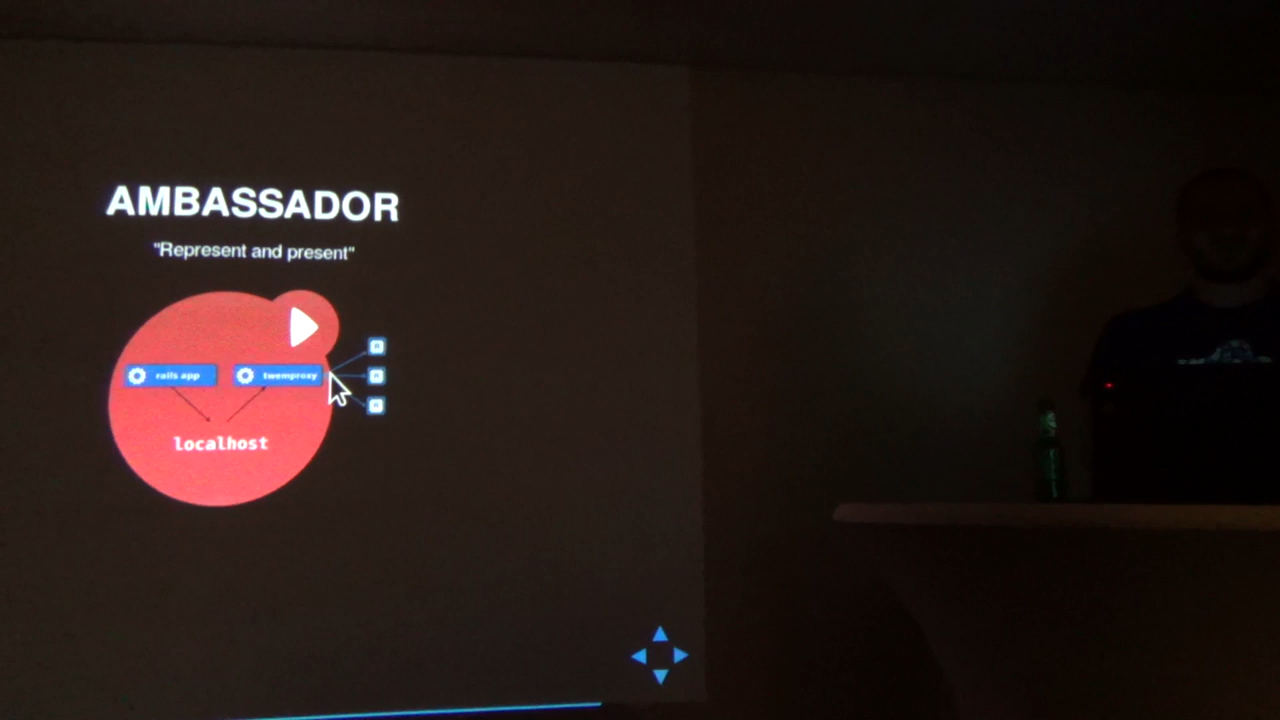 AMBASSADOR
"Represent and present"
rails app
twemproxy
localhost